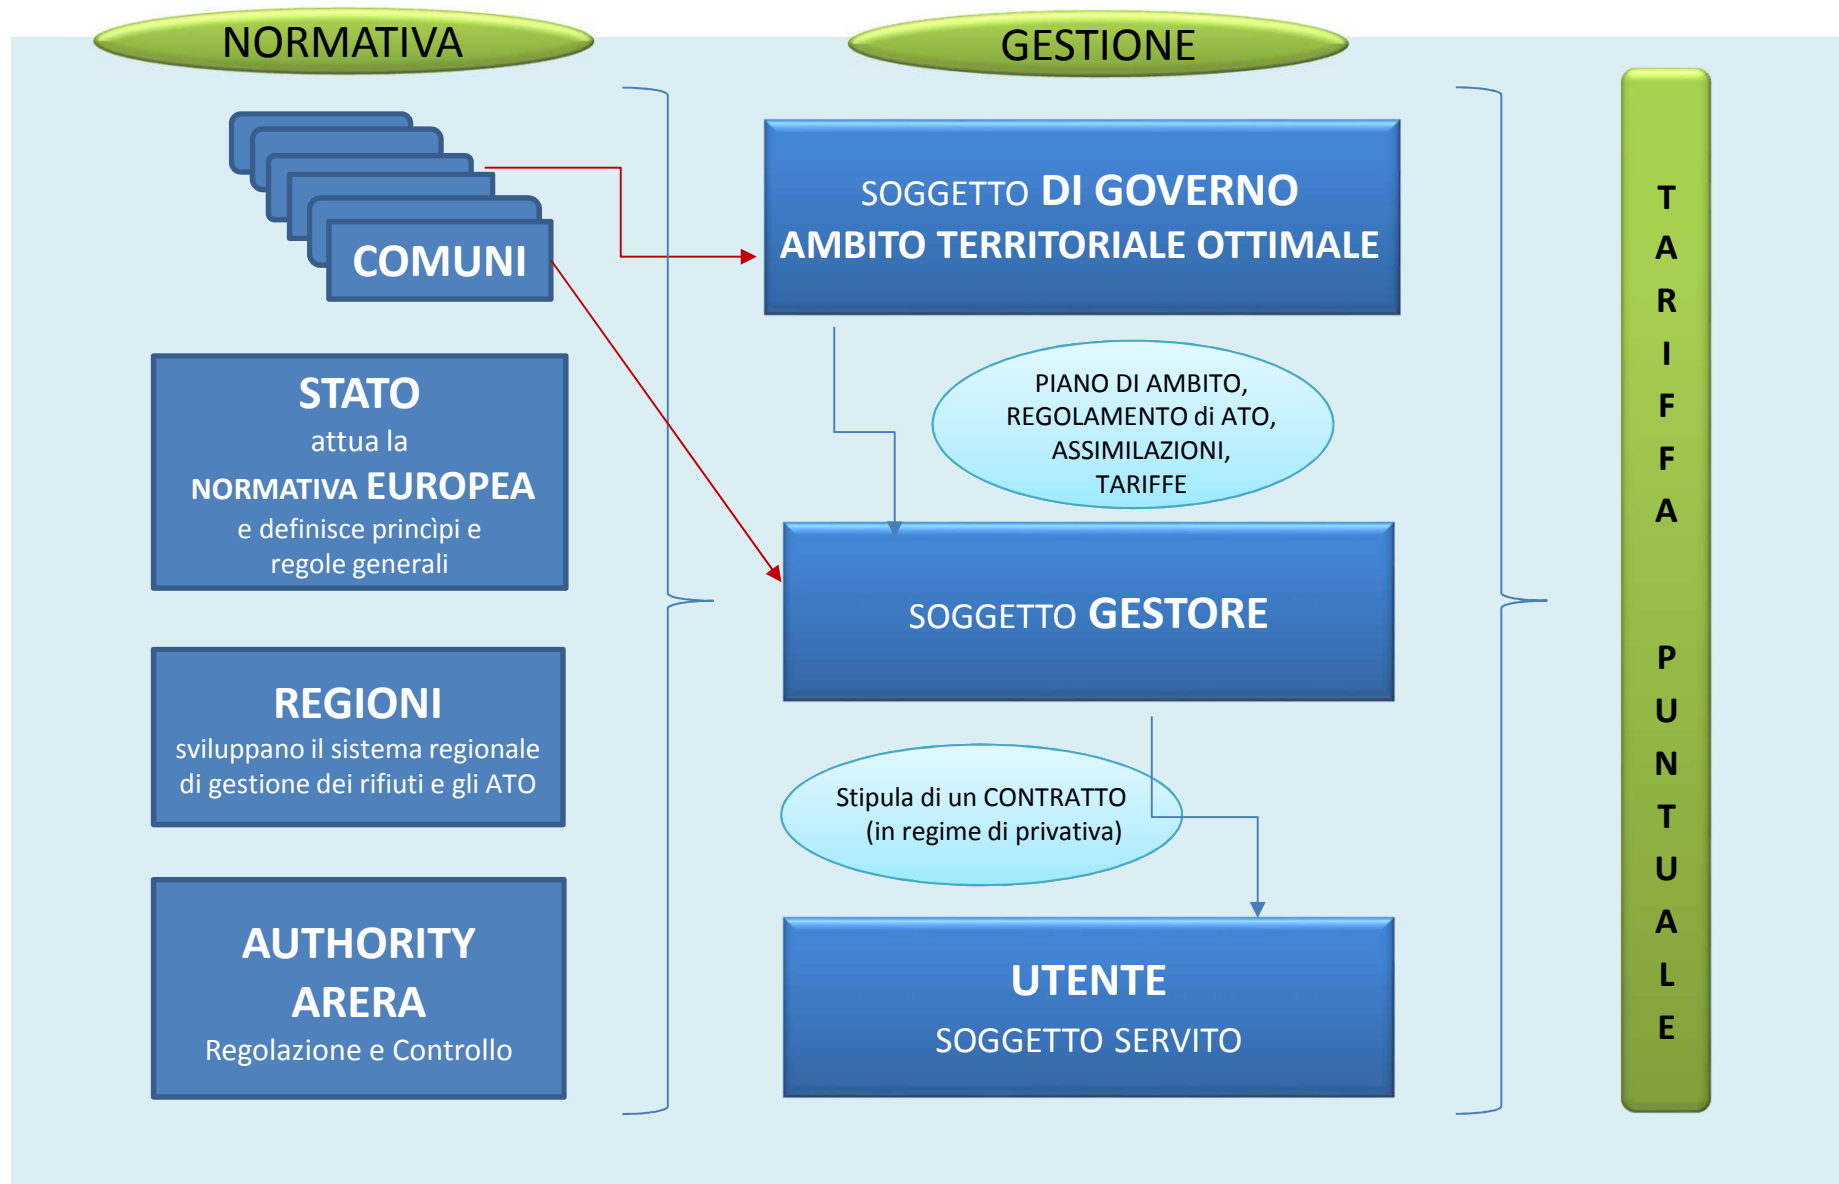 NORMATIVA
COMUNI
STATO
attua la
NORMATIVA EUROPEA
e definisce princìpi e
regole generali
REGIONI
sviluppano il sistema regionale
di gestione dei rifiuti e gli ATO
AUTHORITY
ARERA
Regolazione e Controllo
GESTIONE
SOGGETTO DI GOVERNO
AMBITO TERRITORIALE OTTIMALE
PIANO DI AMBITO,
REGOLAMENTO di ATO,
ASSIMILAZIONI,
TARIFFE
SOGGETTO GESTORE
Stipula di un CONTRATTO
(in regime di privativa)
UTENTE
SOGGETTO SERVITO
TARIFFA PUNTUALE